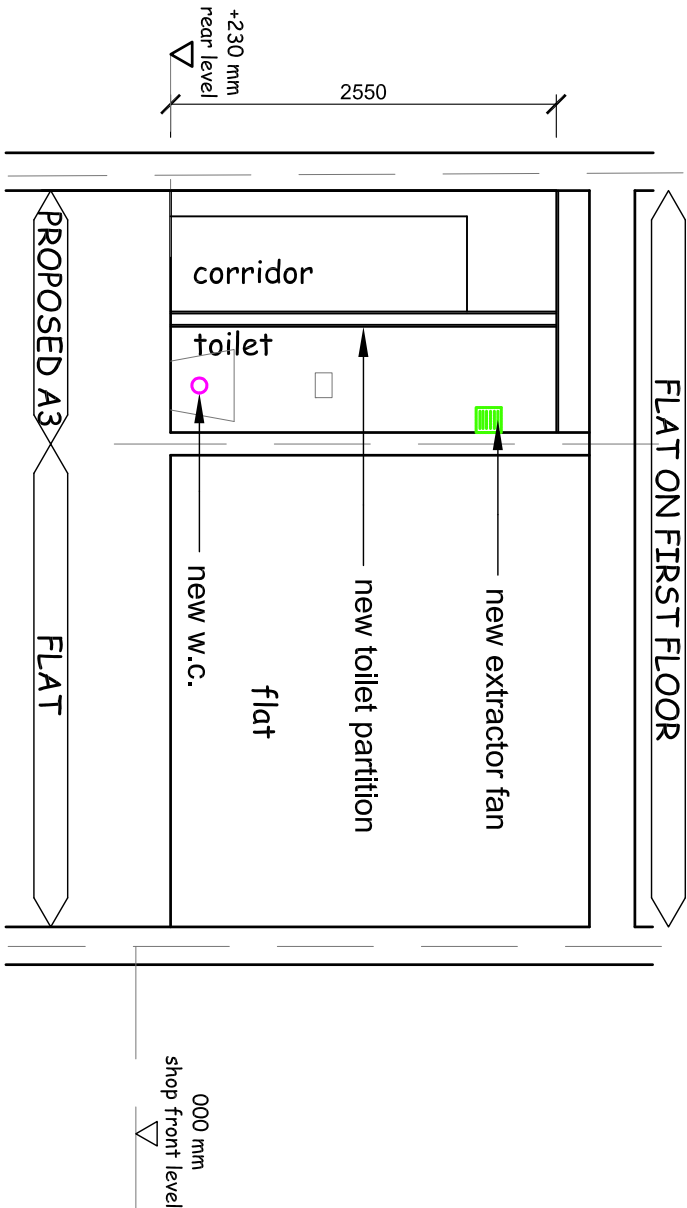 +230 mm
rear level
2550
FLAT ON FIRST FLOOR
corridor
toilet
new extractor fan
new toilet partition
flat
new w.c.
PROPOSED A3
FLAT
000 mm
shop front level